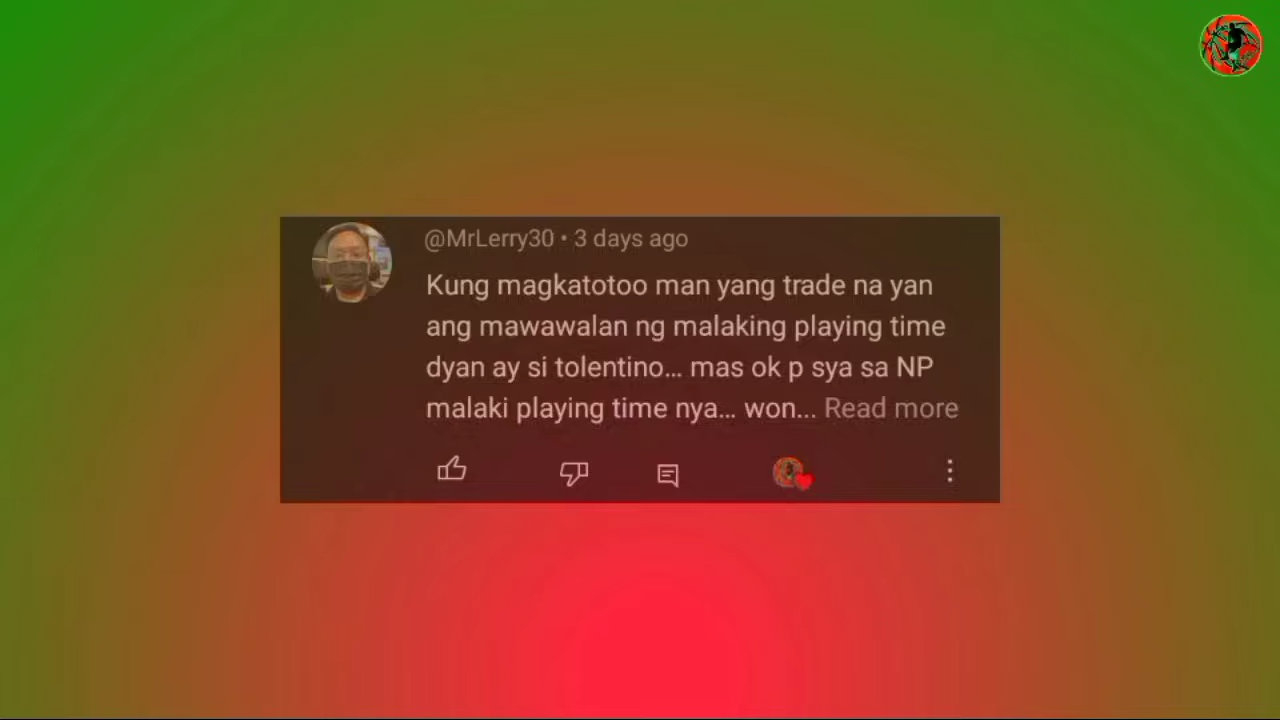 @MrLerry30 • 3 days ago
Kung magkatotoo man yang trade na yan
ang mawawalan ng malaking playing time
dyan ay si tolentino... mas ok p sya sa NP
malaki playing time nya... won... Read more